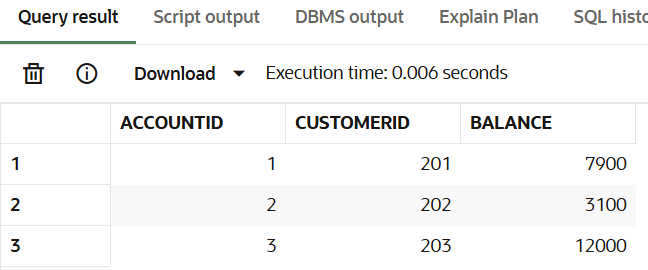 Query result Script output DBMS output Explain Plan SQL histo
Download Execution time: 0.006 seconds
ACCOUNTID CUSTOMERID BALANCE
1 1 201 7900
2 2 202 3100
3 3 203 12000